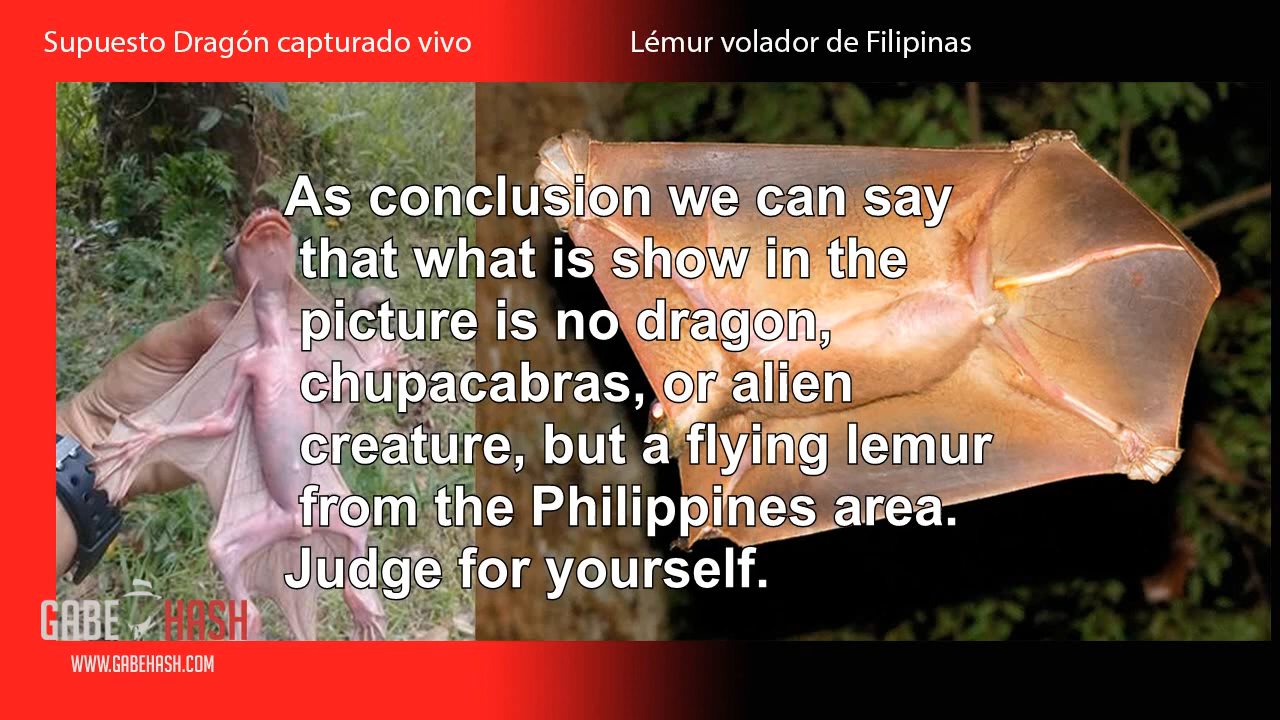 Supuesto Dragón capturado vivo
Lémur volador de Filipinas
As conclusion we can say
that what is show in the
picture is no dragon,
chupacabras, or alien
creature, but a flying lemur
from the Philippines area.
Judge for yourself.
GABE HASH
WWW.GABEHASH.COM